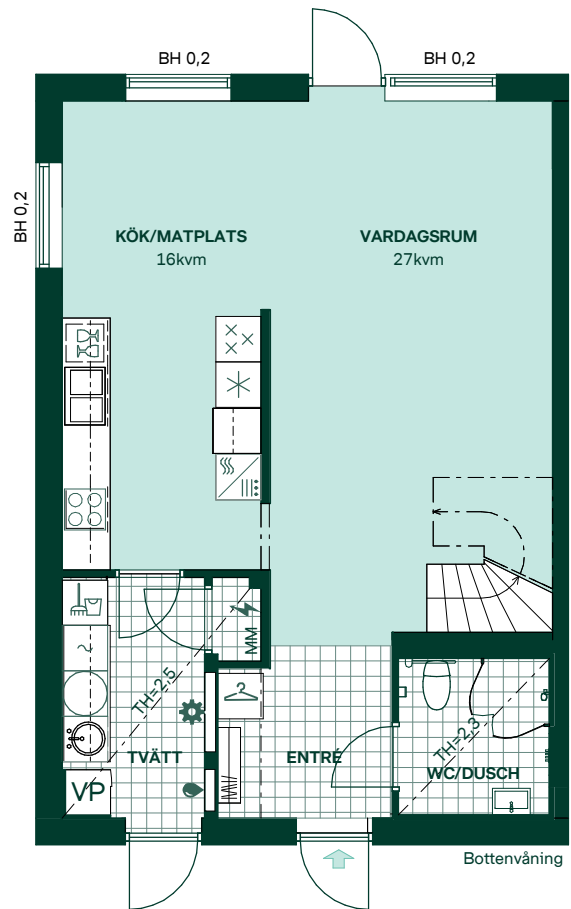 BH 0,2
BH 0,2
BH 0,2
KÖK/MATPLATS
16kvm
VARDAGSRUM
27kvm
MM
TH=2,5
TVÄTT
VP
ENTRÉ
TH=2,3
WC/DUSCH
Bottenvåning